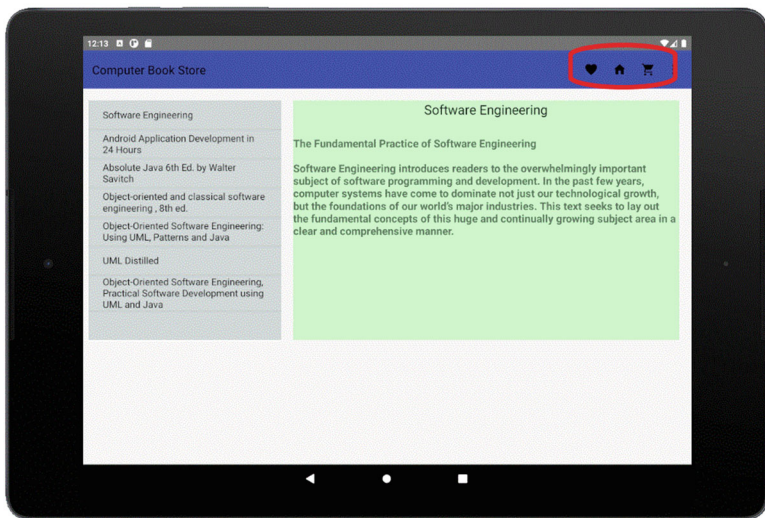 12:13
Computer Book Store
Software Engineering
Android Application Development in
24 Hours
Absolute Java 6th Ed. by Walter
Savitch
Object-oriented and classical software
engineering , 8th ed.
Object-Oriented Software Engineering:
Using UML, Patterns and Java
UML Distilled
Object-Oriented Software Engineering,
Practical Software Development using
UML and Java
Software Engineering
The Fundamental Practice of Software Engineering
Software Engineering introduces readers to the overwhelmingly important
subject of software programming and development. In the past few years,
computer systems have come to dominate not just our technological growth,
but the foundations of our world's major industries. This text seeks to lay out
the fundamental concepts of this huge and continually growing subject area in a
clear and comprehensive manner.